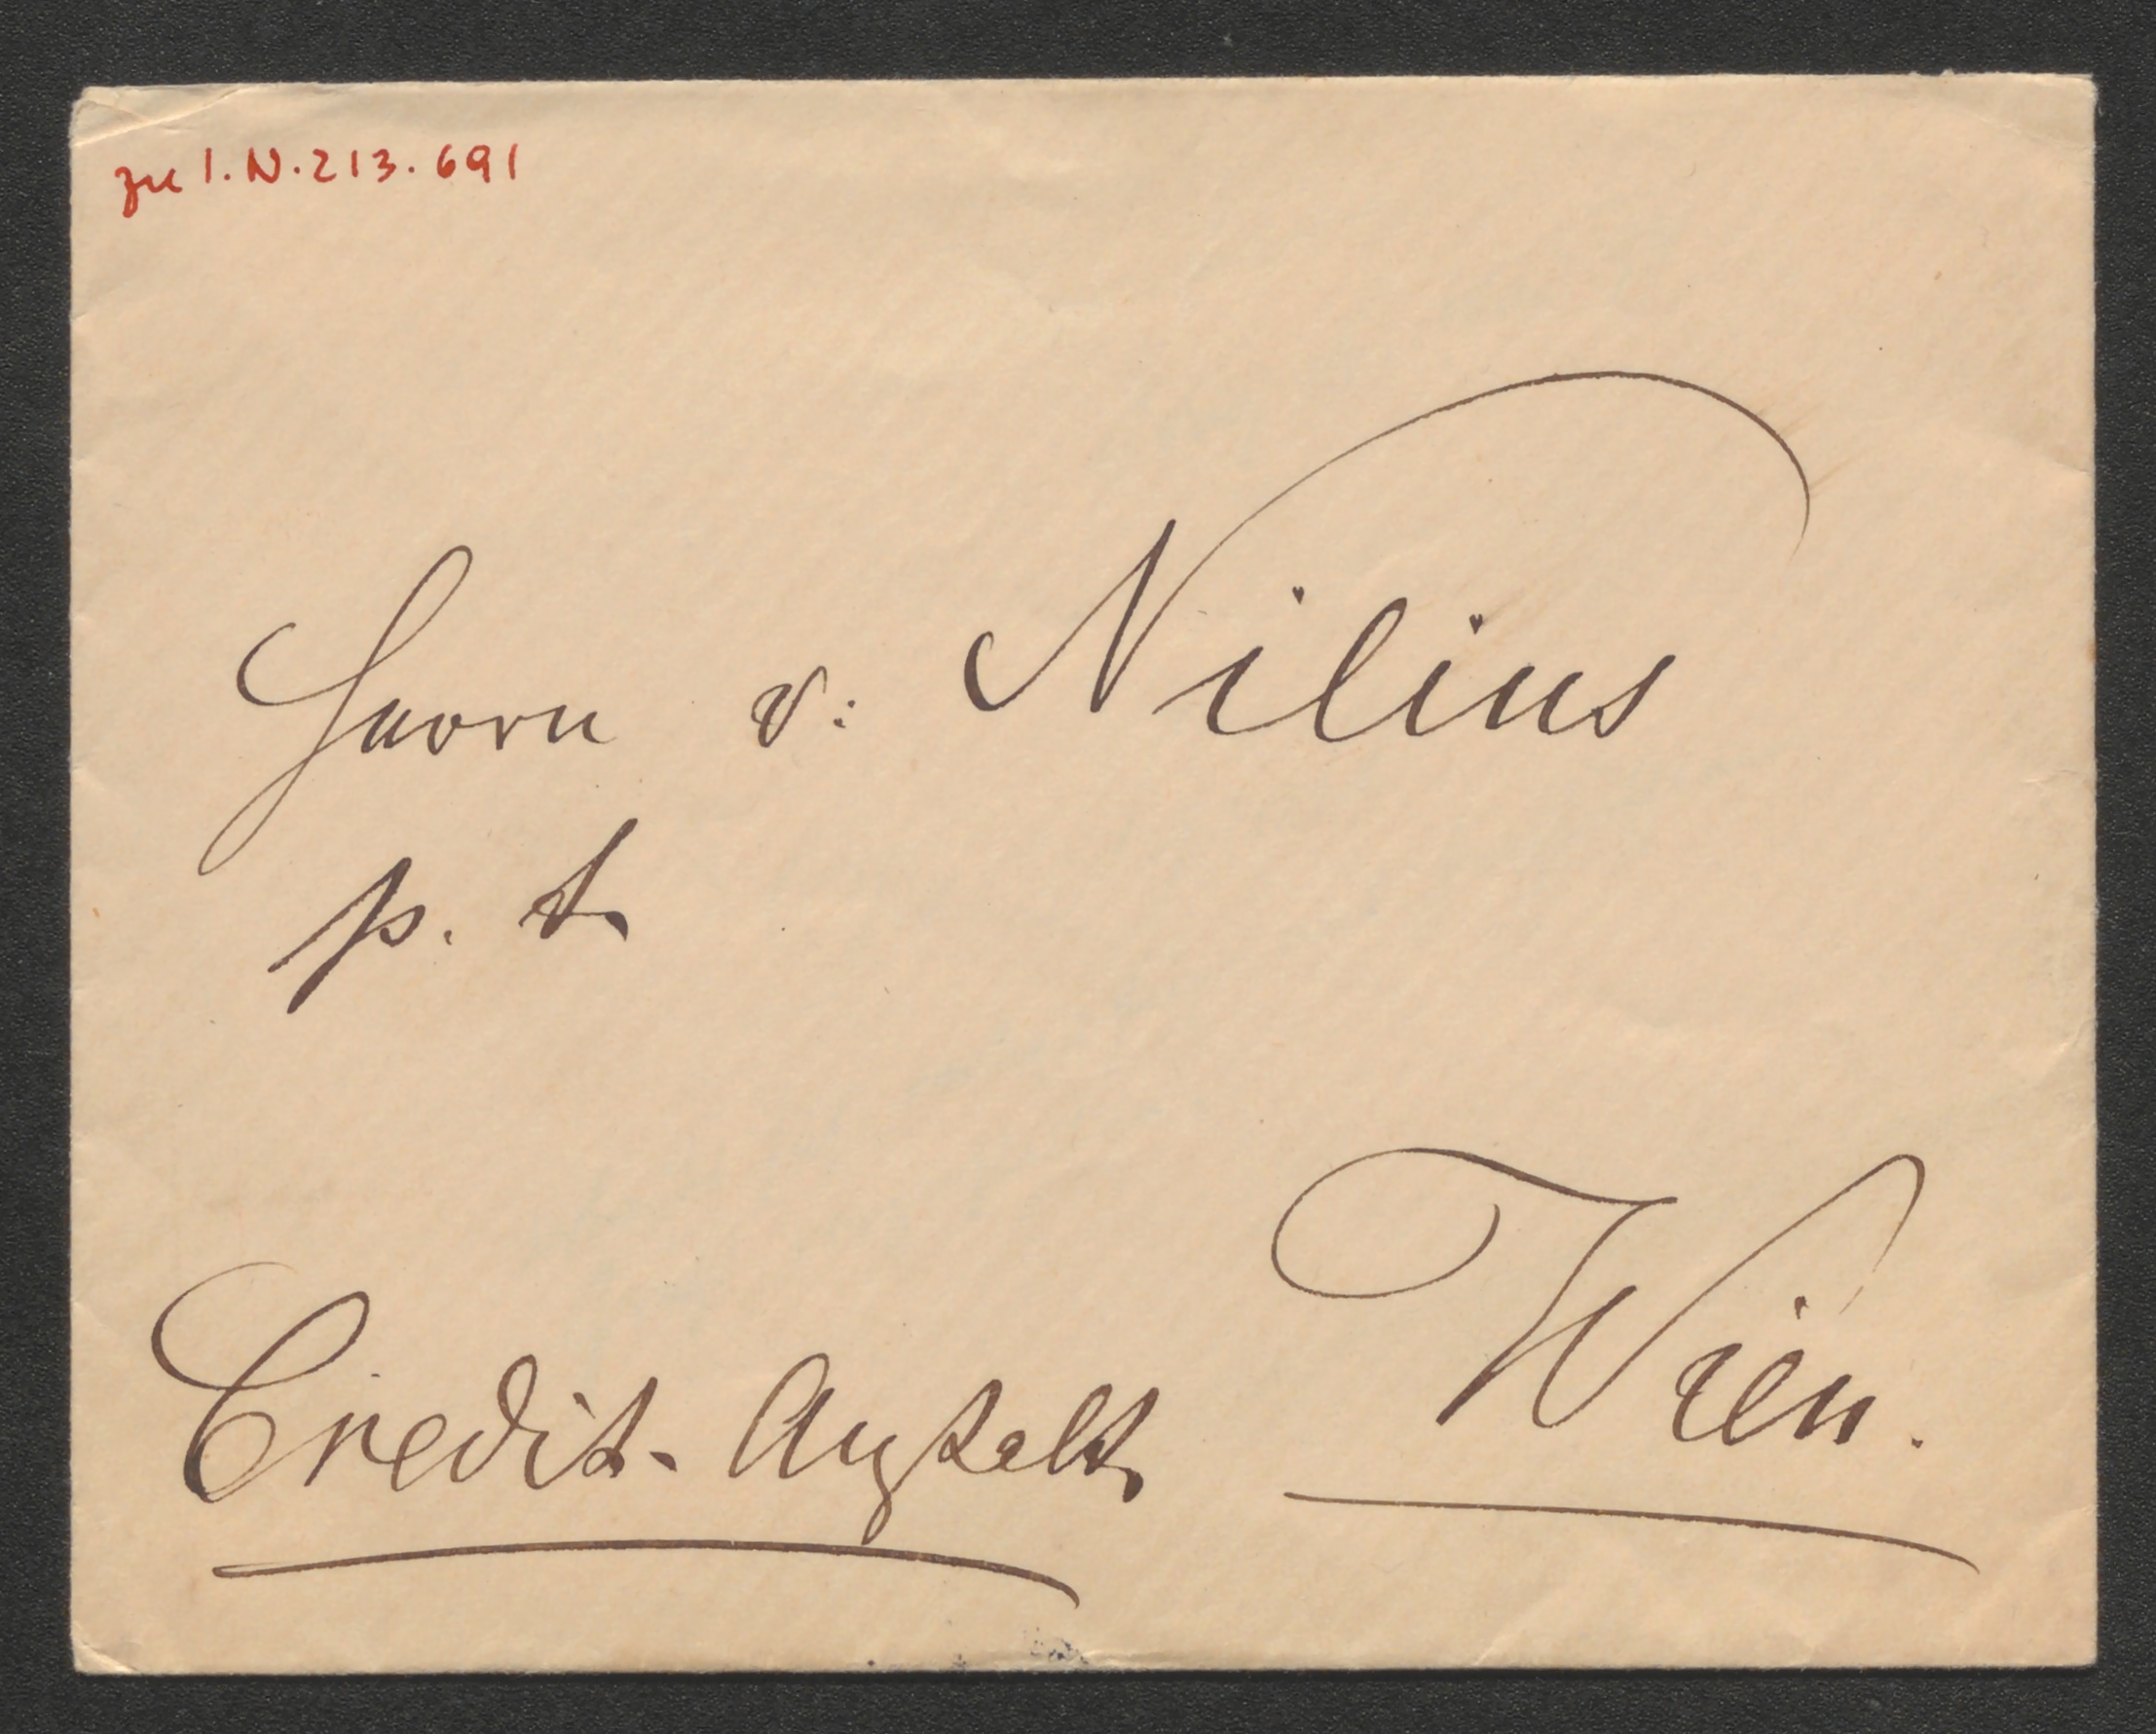 zu I.N.213.691
Herrn v: Nilius
p. t.
Wien.
Credit-Anstalt